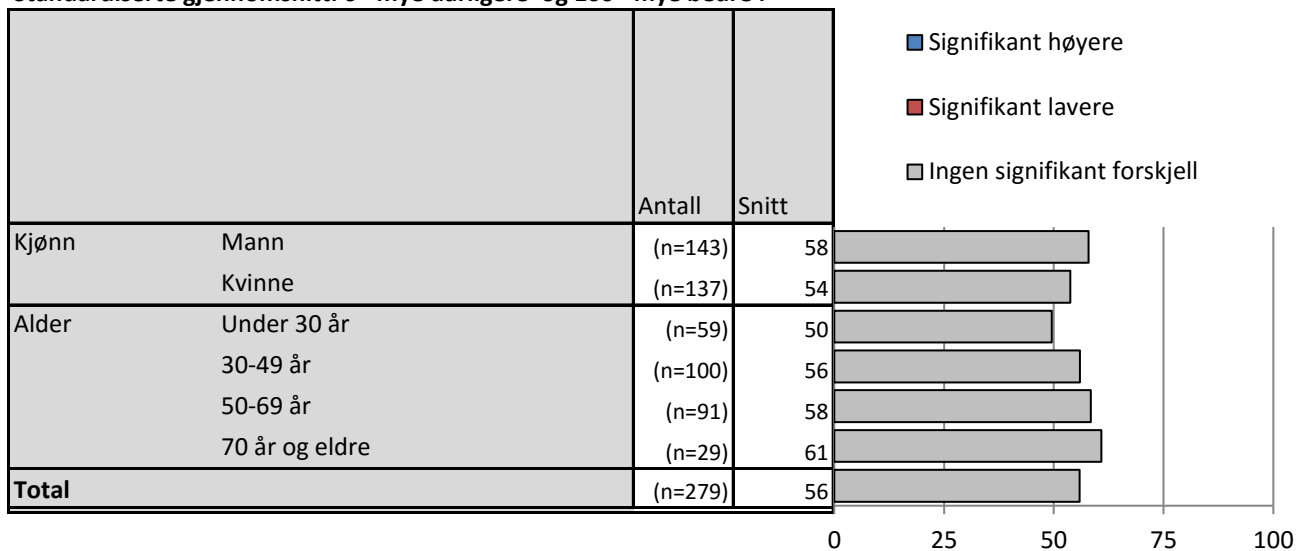 Signifikant høyere
Signifikant lavere
Ingen signifikant forskjell
Antall Snitt
Kjønn Mann (n=143) 58
Kvinne (n=137) 54
Alder Under 30 år (n=59) 50
30-49 år (n=100) 56
50-69 år (n=91) 58
70 år og eldre (n=29) 61
Total (n=279) 56
0 25 50 75 100